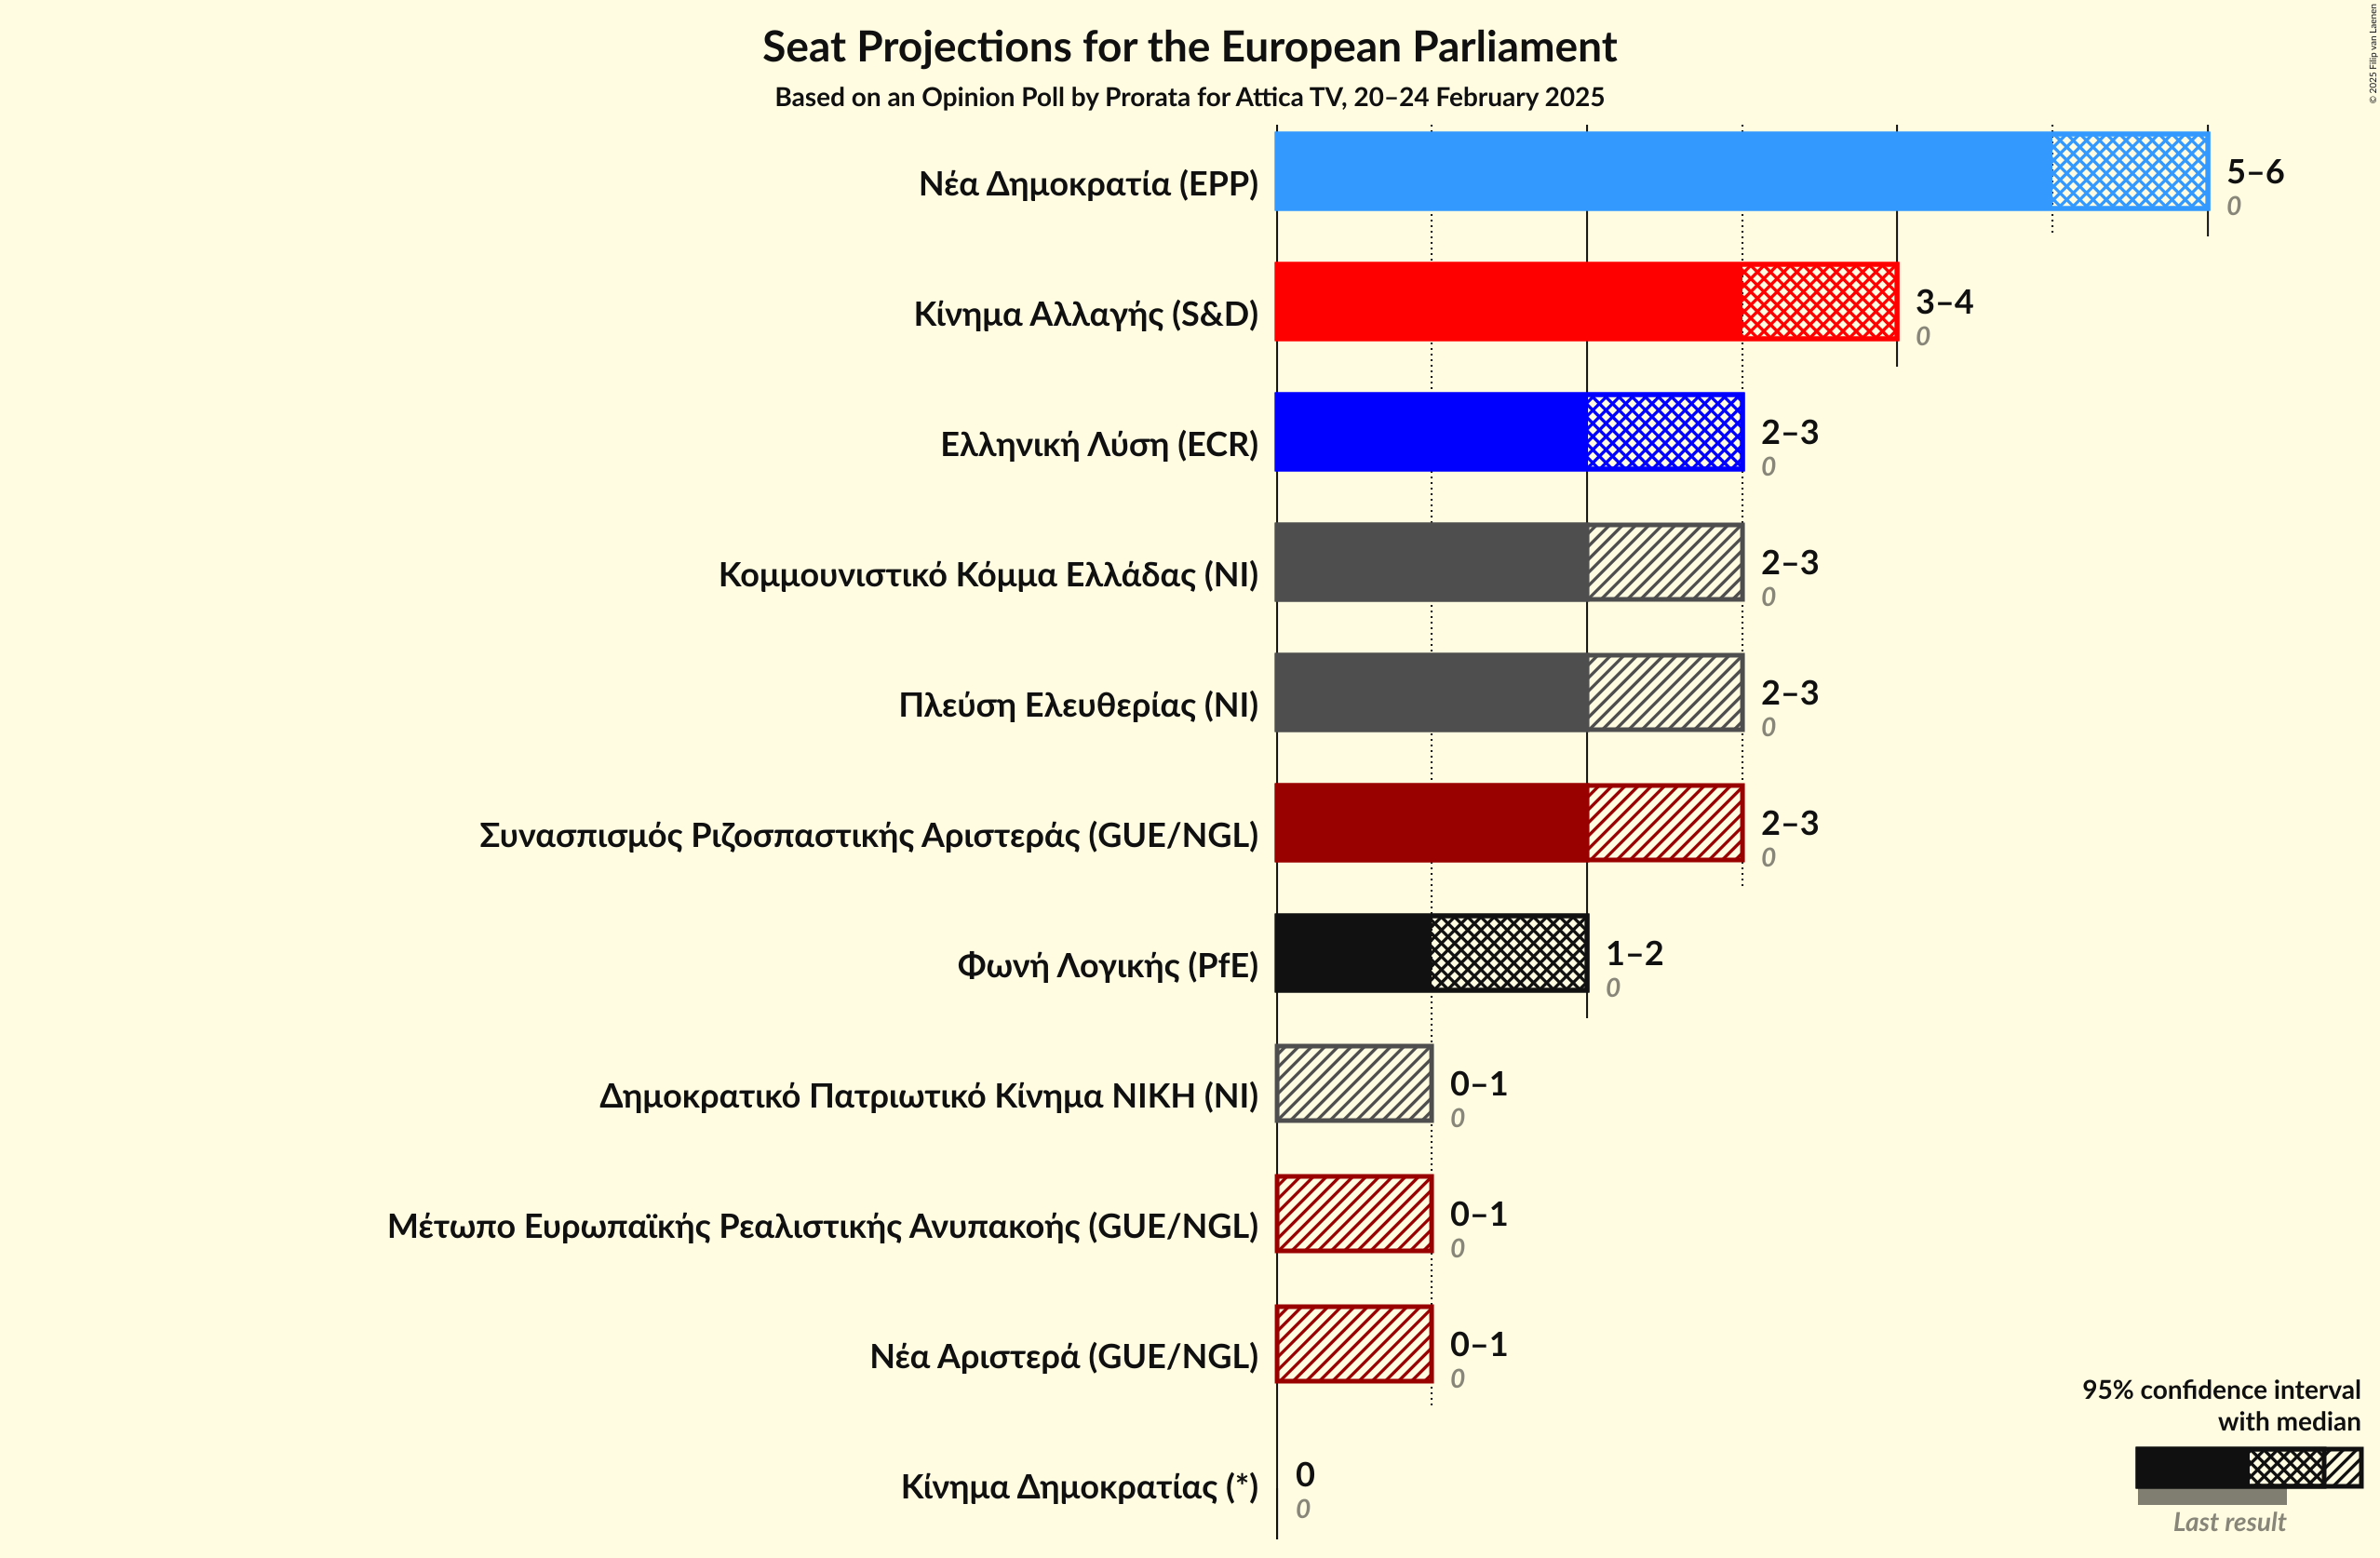 Seat Projections for the European Parliament
Based on an Opinion Poll by Prorata for Attica TV, 20–24 February 2025
© 2025 Filip van Laenen
Νέα Δημοκρατία (EPP)
5–6
0
Κίνημα Αλλαγής (S&D)
3–4
0
Ελληνική Λύση (ECR)
2–3
0
Κομμουνιστικό Κόμμα Ελλάδας (NI)
2–3
0
Πλεύση Ελευθερίας (NI)
2–3
0
Συνασπισμός Ριζοσπαστικής Αριστεράς (GUE/NGL)
2–3
0
Φωνή Λογικής (PfE)
1–2
0
Δημοκρατικό Πατριωτικό Κίνημα ΝΙΚΗ (NI)
0–1
0
Μέτωπο Ευρωπαϊκής Ρεαλιστικής Ανυπακοής (GUE/NGL)
0–1
0
Νέα Αριστερά (GUE/NGL)
0–1
0
Κίνημα Δημοκρατίας (*)
0
0
95% confidence interval
with median
Last result